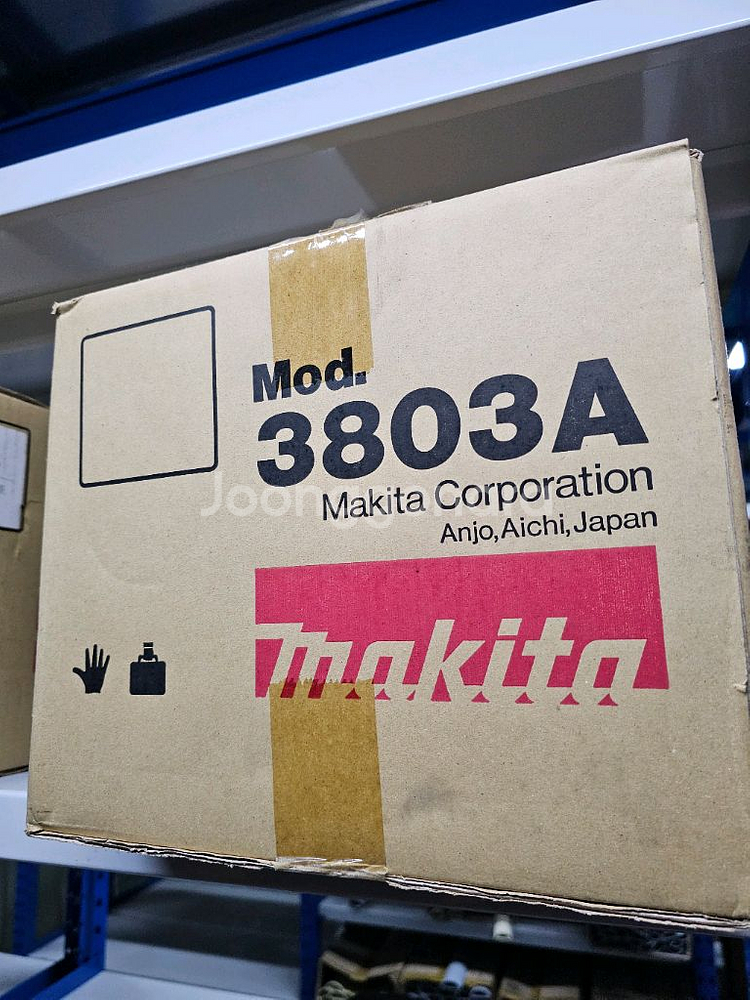 Mod.
3803A
Makita Corporation
Anjo,Aichi,Japan
makita